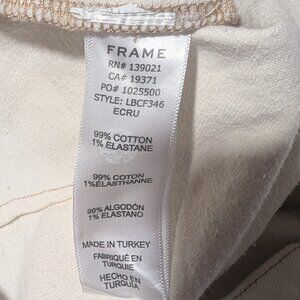 FRAME
RN# 139021
CA# 19371
PO# 1025500
STYLE: LBCF346
ECRU
99% COTTON
1% ELASTANE
99% COTON
1% ÉLASTHANNE
99% ALGODÓN
1% ELASTANO
MADE IN TURKEY
FABRIQUÉ EN
TURQUIE
HECHO EN
TURQUÍA